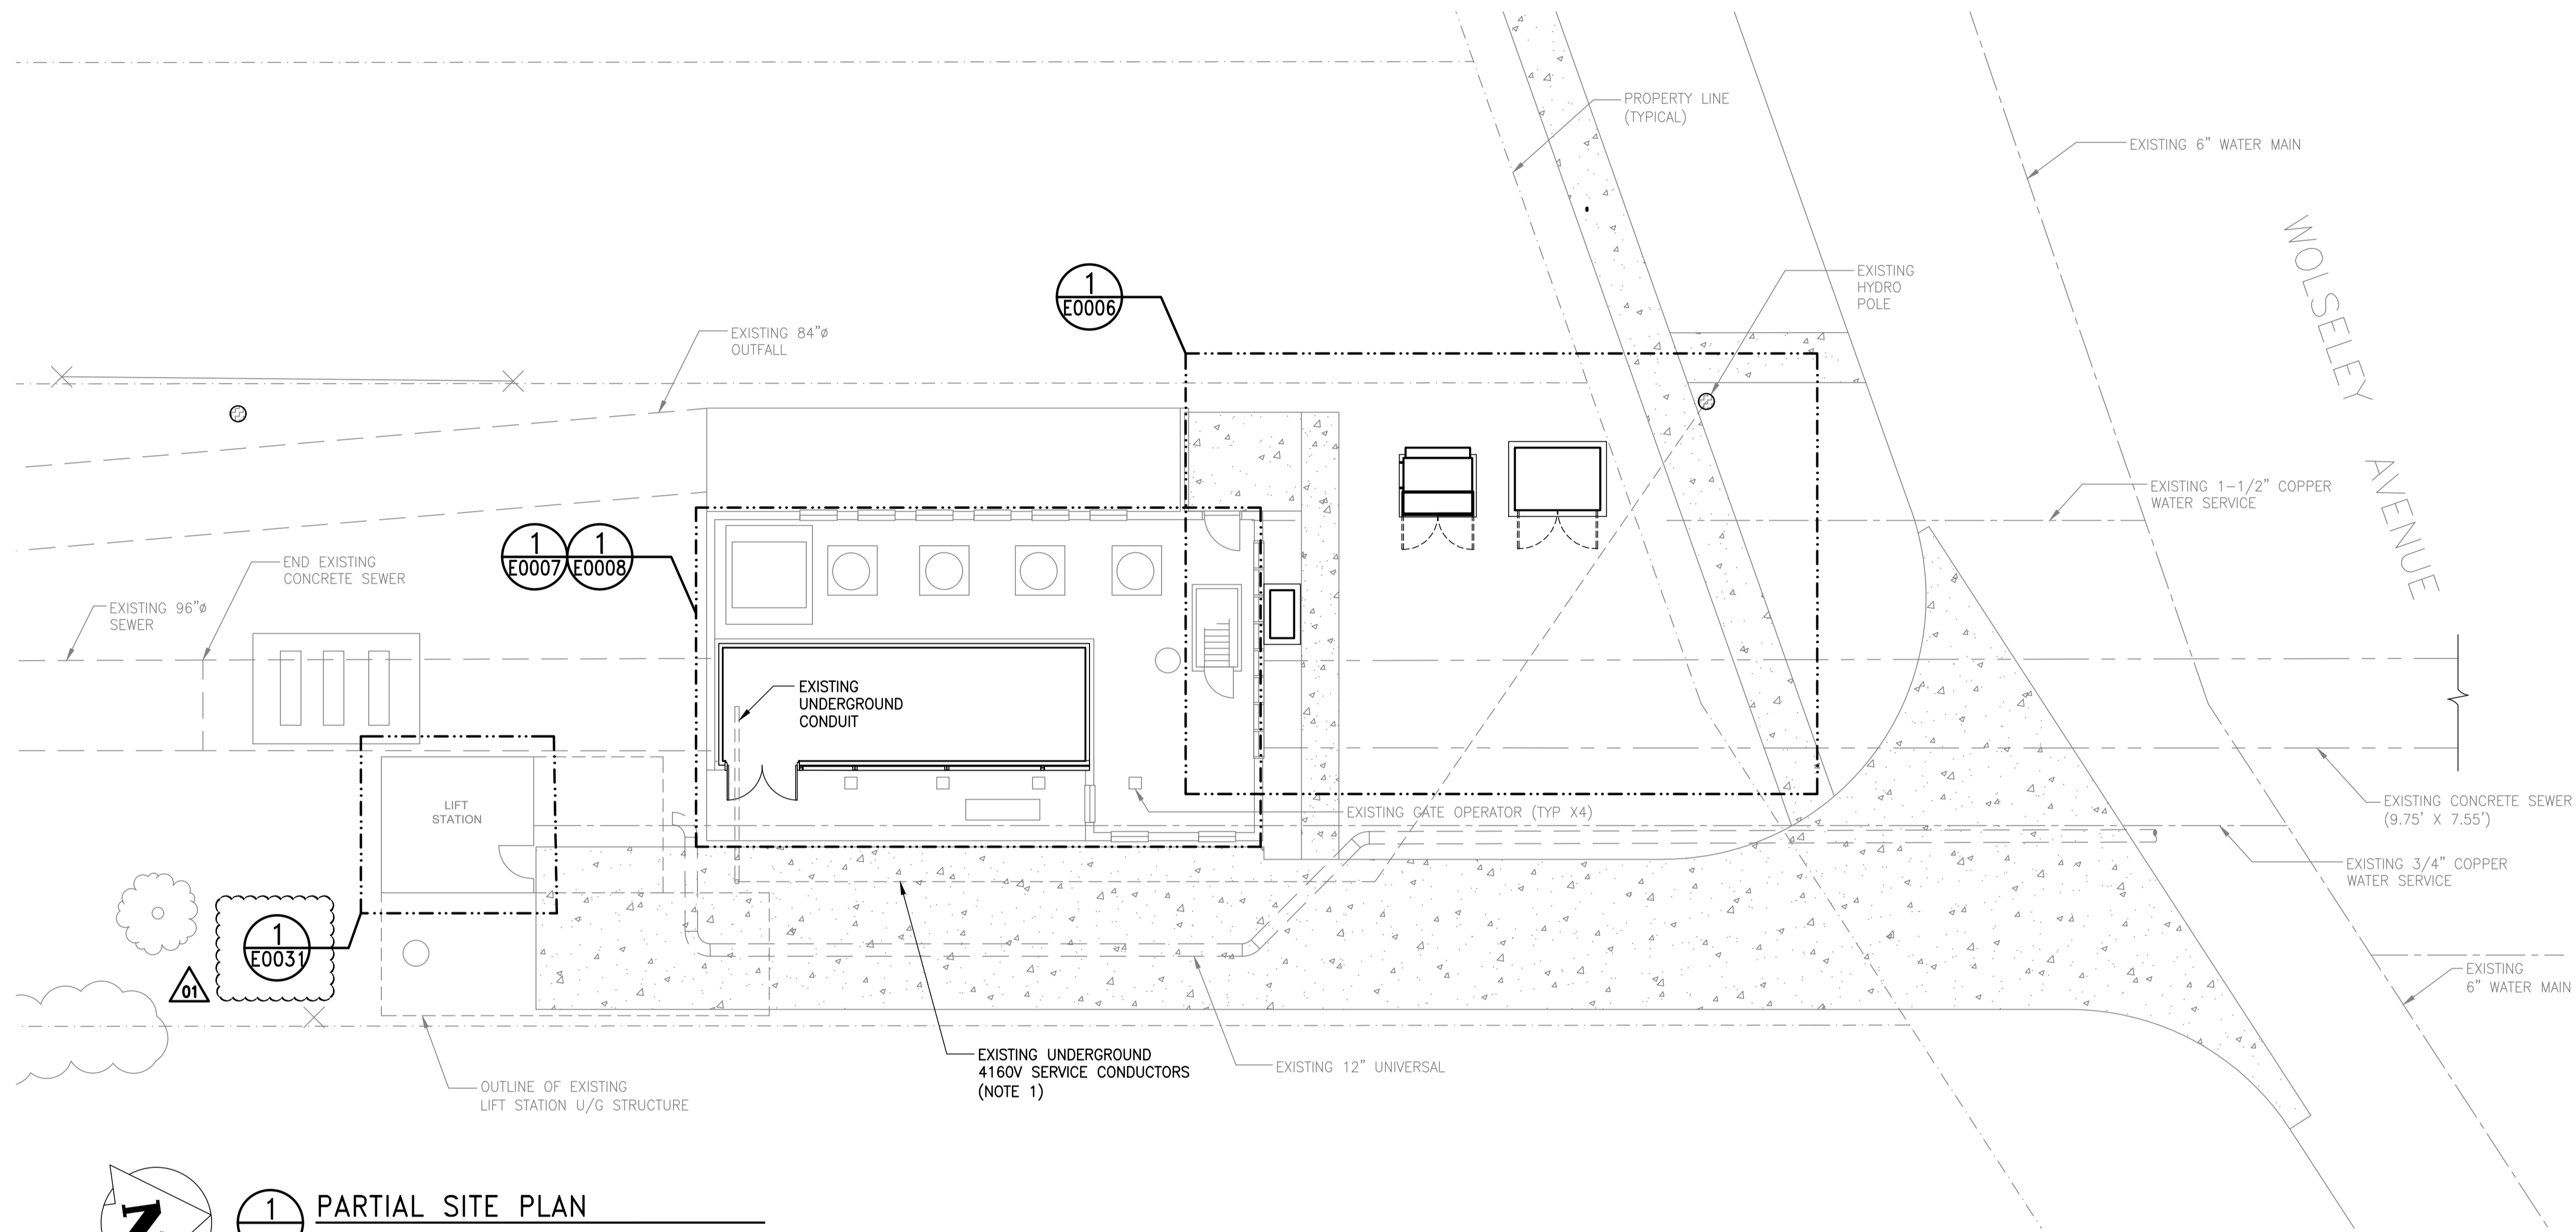 PROPERTY LINE
(TYPICAL)
EXISTING 6" WATER MAIN
WOLSELEY AVENUE
EXISTING
HYDRO
POLE
1
E0006
EXISTING 84"ø
OUTFALL
EXISTING 1-1/2" COPPER
WATER SERVICE
1
E0007
1
E0008
END EXISTING
CONCRETE SEWER
EXISTING 96"ø
SEWER
EXISTING
UNDERGROUND
CONDUIT
LIFT
STATION
EXISTING GATE OPERATOR (TYP X4)
EXISTING CONCRETE SEWER
(9.75' X 7.55')
EXISTING 3/4" COPPER
WATER SERVICE
1
E0031
01
EXISTING
6" WATER MAIN
EXISTING UNDERGROUND
4160V SERVICE CONDUCTORS
(NOTE 1)
EXISTING 12" UNIVERSAL
OUTLINE OF EXISTING
LIFT STATION U/G STRUCTURE
N
1
PARTIAL SITE PLAN